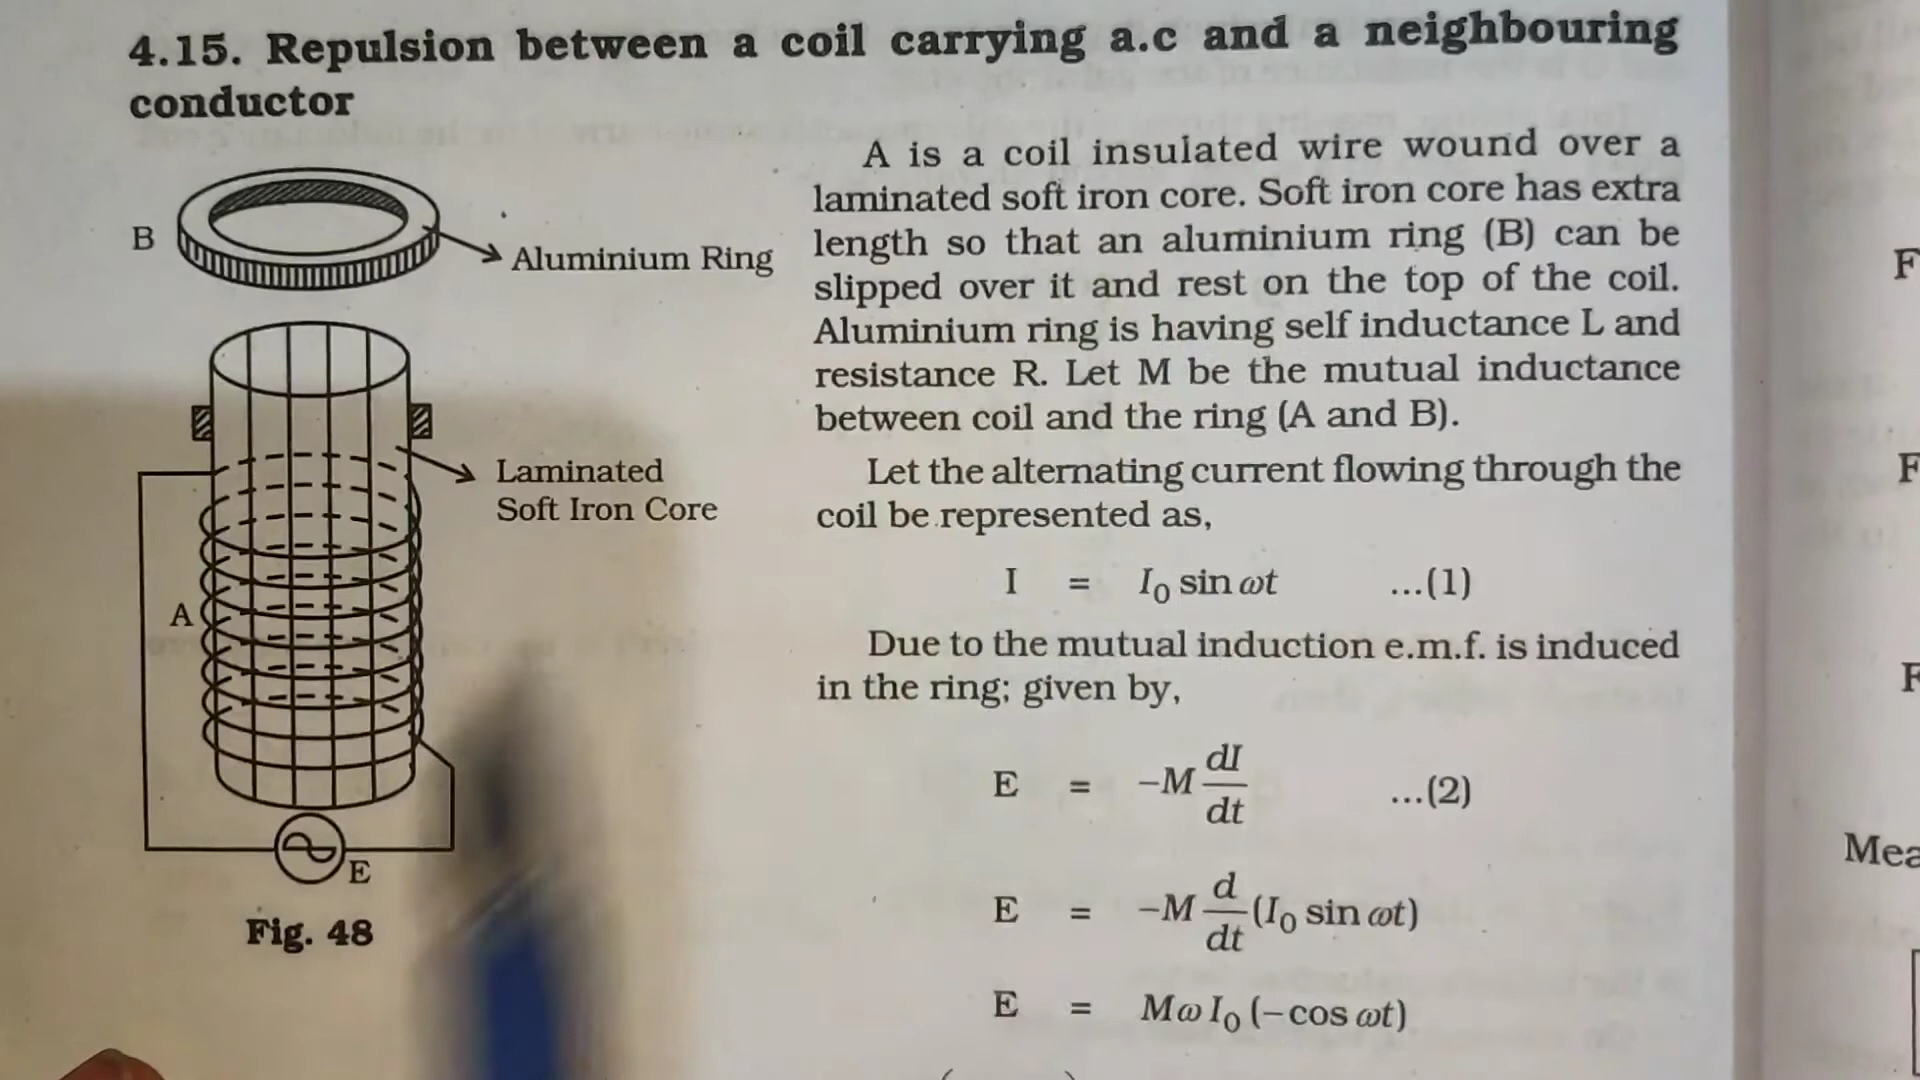 4.15. Repulsion between a coil carrying a.c and a neighbouring
conductor
B
Aluminium Ring
Laminated
Soft Iron Core
A
E
Fig. 48
A is a coil insulated wire wound over a
laminated soft iron core. Soft iron core has extra
length so that an aluminium ring (B) can be
slipped over it and rest on the top of the coil.
Aluminium ring is having self inductance L and
resistance R. Let M be the mutual inductance
between coil and the ring (A and B).
Let the alternating current flowing through the
coil be represented as,
I = I₀ sin ωt ...(1)
Due to the mutual induction e.m.f. is induced
in the ring; given by,
E = -M dI/dt ...(2)
E = -M d/dt (I₀ sin ωt)
E = Mω I₀ (-cos ωt)
F
F
F
Mea